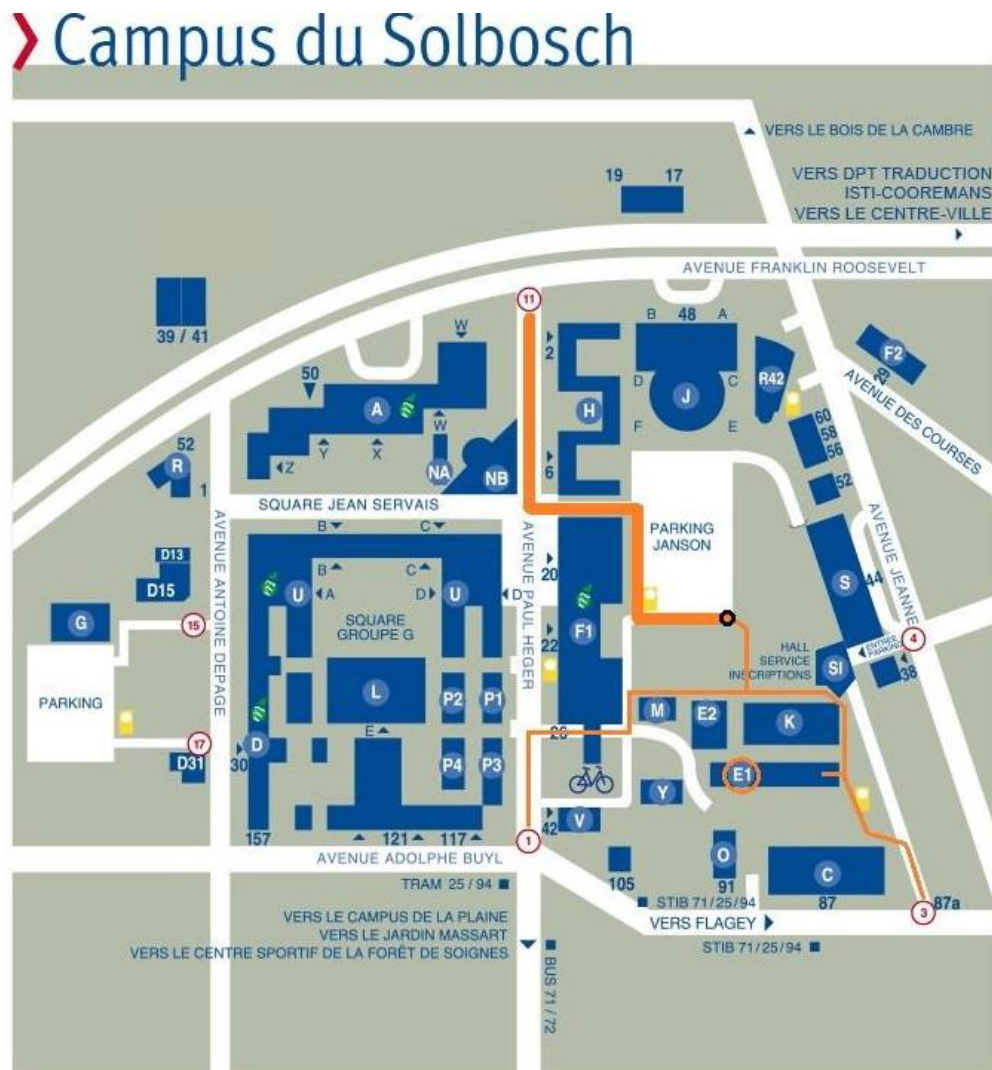 Campus du Solbosch
VERS LE BOIS DE LA CAMBRE
VERS DPT TRADUCTION
ISTI-COOREMANS
VERS LE CENTRE-VILLE
19 17
AVENUE FRANKLIN ROOSEVELT
11
39 / 41
B 48 A
W
2
50
A
H
D
J
C
R42
F2
29
AVENUE DES COURSES
W
F
E
60
58
56
52
R
1
Z
Y
X
NA
NB
6
52
SQUARE JEAN SERVAIS
PARKING
JANSON
AVENUE ANTOINE DEPAGE
AVENUE PAUL HEGER
AVENUE JEANNE
B
C
D13
D15
B
C
20
U
A
D
U
D
S
44
G
15
SQUARE
GROUPE G
22
F1
HALL
SERVICE
INSCRIPTIONS
ENTRÉE
PARKING
4
SI
38
PARKING
L
P2
P1
M
E2
K
17
D
30
E
26
D31
P4
P3
E1
Y
42
V
157
121
117
1
O
C
AVENUE ADOLPHE BUYL
105
91
87
87a
3
TRAM 25 / 94
STIB 71/25/94
VERS FLAGEY
STIB 71/25/94
VERS LE CAMPUS DE LA PLAINE
VERS LE JARDIN MASSART
VERS LE CENTRE SPORTIF DE LA FORÊT DE SOIGNES
BUS 71 / 72